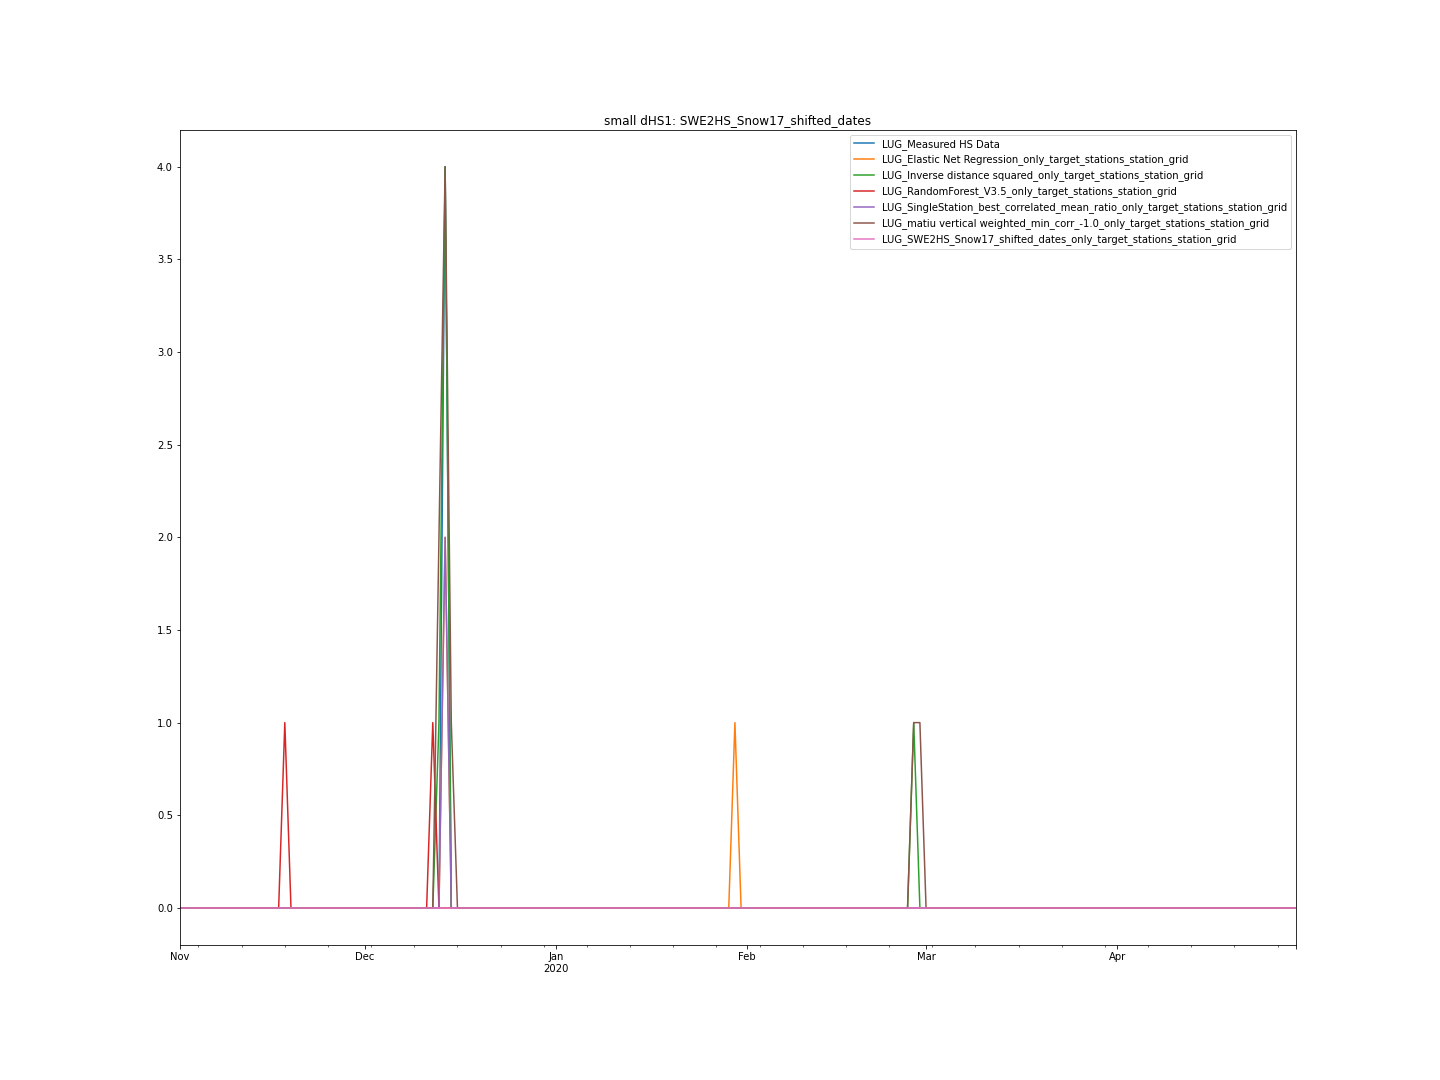 small dHS1: SWE2HS_Snow17_shifted_dates
LUG_Measured HS Data
LUG_Elastic Net Regression_only_target_stations_station_grid
LUG_Inverse distance squared_only_target_stations_station_grid
LUG_RandomForest_V3.5_only_target_stations_station_grid
LUG_SingleStation_best_correlated_mean_ratio_only_target_stations_station_grid
LUG_matiu vertical weighted_min_corr_-1.0_only_target_stations_station_grid
LUG_SWE2HS_Snow17_shifted_dates_only_target_stations_station_grid
4.0
3.5
3.0
2.5
2.0
1.5
1.0
0.5
0.0
Nov Dec Jan Feb Mar Apr
2020